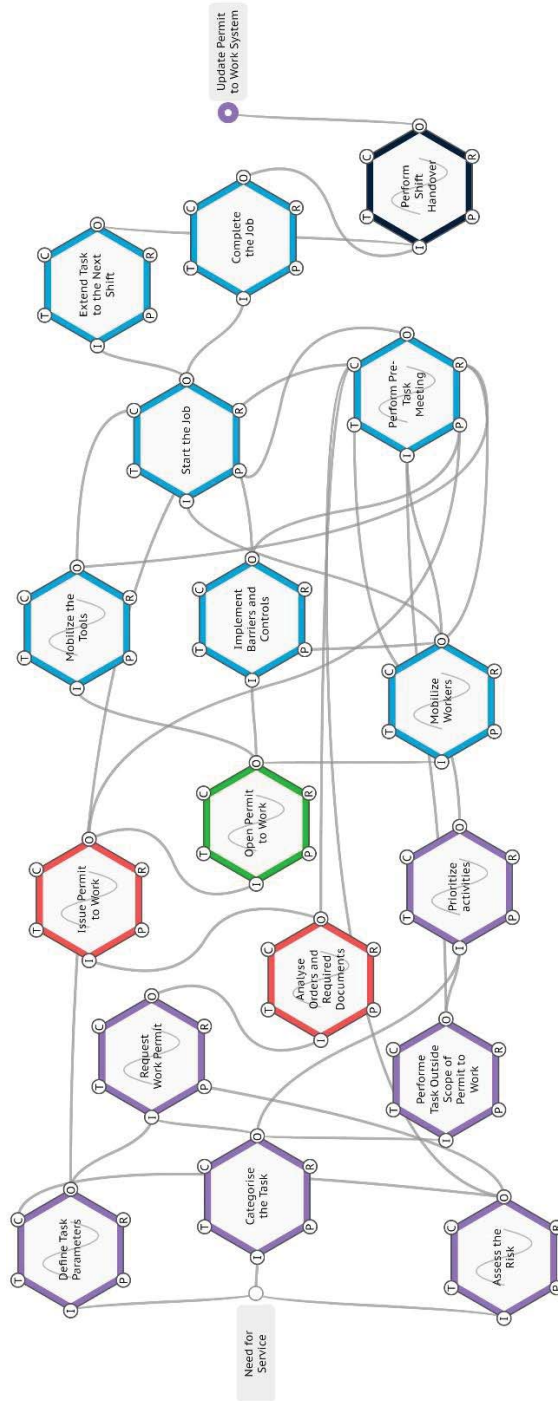 Need for
Service
T C
I O
Define Task
Parameters
P R
T C
I O
Categorise
the Task
P R
T C
I O
Assess the
Risk
P R
T C
I O
Request
Work Permit
P R
T C
I O
Performe
Task Outside
Scope of
Permit to
Work
P R
T C
I O
Analyse
Orders and
Required
Documents
P R
T C
I O
Issue Permit
to Work
P R
T C
I O
Prioritize
activities
P R
T C
I O
Open Permit
to Work
P R
T C
I O
Mobilize the
Tools
P R
T C
I O
Implement
Barriers and
Controls
P R
T C
I O
Mobilize
Workers
P R
T C
I O
Start the Job
P R
T C
I O
Perform Pre-
Task
Meeting
P R
T C
I O
Extend Task
to the Next
Shift
P R
T C
I O
Complete
the Job
P R
T C
I O
Perform
Shift
Handover
P R
Update Permit
to Work System